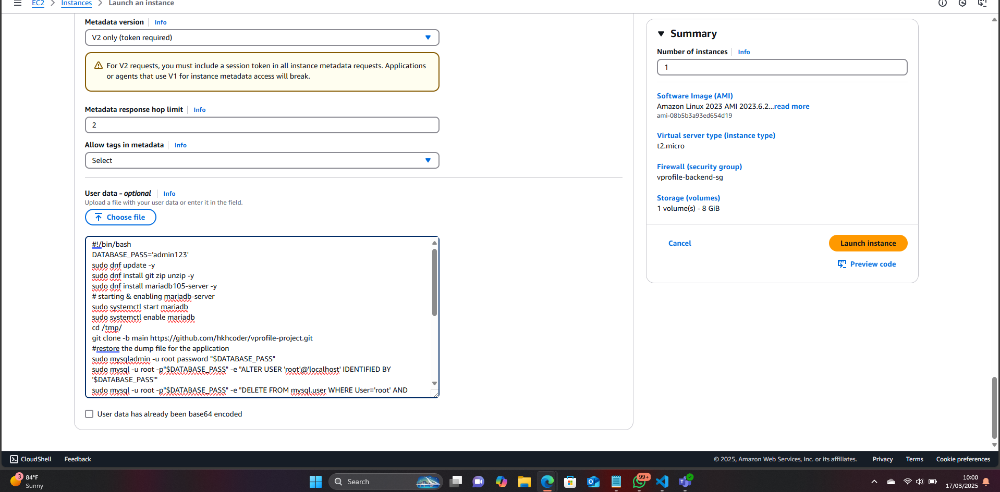 EC2 > Instances > Launch an instance
Metadata version Info
V2 only (token required)
For V2 requests, you must include a session token in all instance metadata requests. Applications
or agents that use V1 for instance metadata access will break.
Metadata response hop limit Info
2
Allow tags in metadata Info
Select
User data - optional Info
Upload a file with your user data or enter it in the field.
Choose file
#!/bin/bash
DATABASE_PASS='admin123'
sudo dnf update -y
sudo dnf install git zip unzip -y
sudo dnf install mariadb105-server -y
# starting & enabling mariadb-server
sudo systemctl start mariadb
sudo systemctl enable mariadb
cd /tmp/
git clone -b main https://github.com/hkhcoder/vprofile-project.git
#restore the dump file for the application
sudo mysqladmin -u root password "$DATABASE_PASS"
sudo mysql -u root -p"$DATABASE_PASS" -e "ALTER USER 'root'@'localhost' IDENTIFIED BY
'$DATABASE_PASS'"
sudo mysql -u root -p"$DATABASE_PASS" -e "DELETE FROM mysql.user WHERE User='root' AND
User data has already been base64 encoded
Summary
Number of instances Info
1
Software Image (AMI)
Amazon Linux 2023 AMI 2023.6.2...read more
ami-08b5b3a93ed654d19
Virtual server type (instance type)
t2.micro
Firewall (security group)
vprofile-backend-sg
Storage (volumes)
1 volume(s) - 8 GiB
Cancel
Launch instance
Preview code
CloudShell Feedback
© 2025, Amazon Web Services, Inc. or its affiliates. Privacy Terms Cookie preferences
3
84°F
Sunny
Search
99+
10:00
17/03/2025